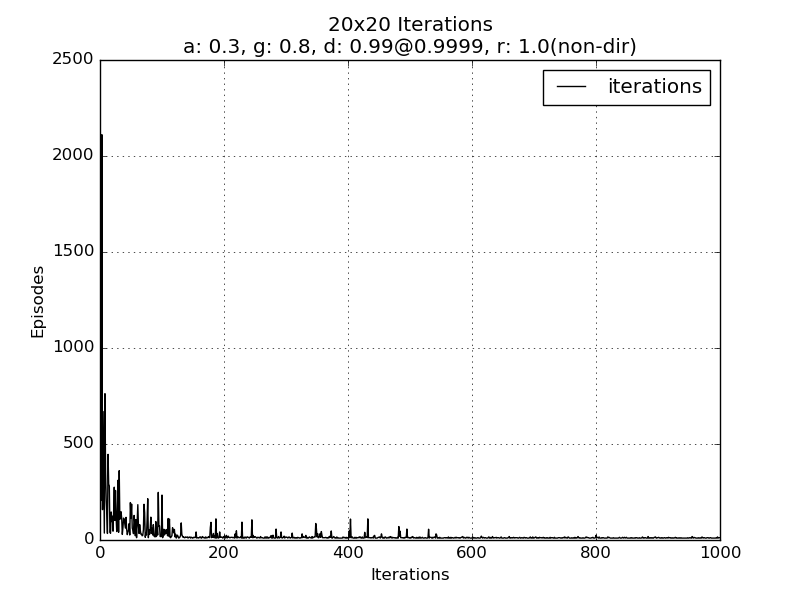 20x20 Iterations
a: 0.3, g: 0.8, d: 0.99@0.9999, r: 1.0(non-dir)
2500
iterations
2000
1500
Episodes
1000
500
0
0 200 400 600 800 1000
Iterations